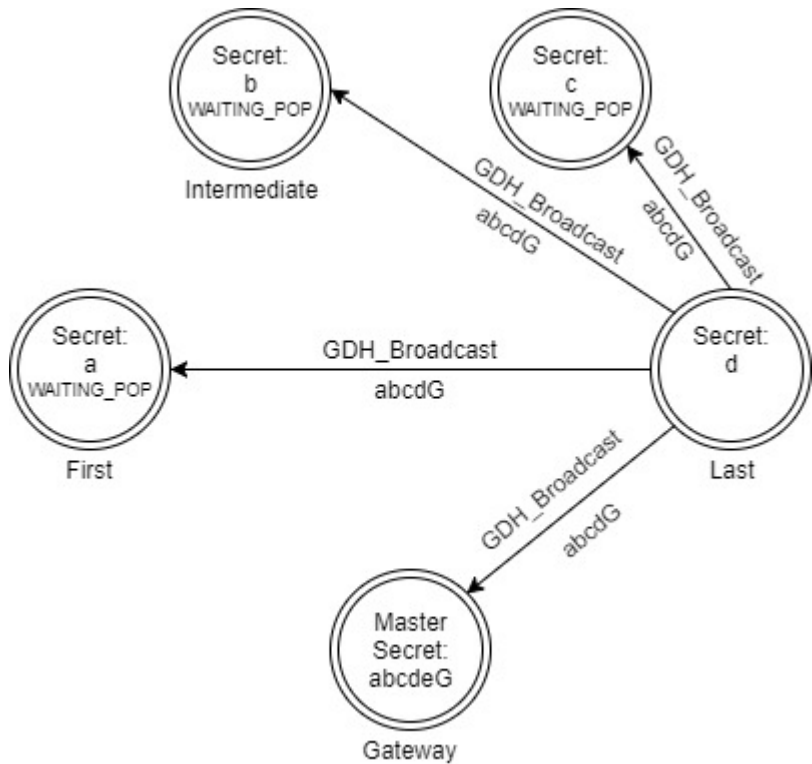 Secret:
b
WAITING_POP
Intermediate
Secret:
c
WAITING_POP
GDH_Broadcast
abcdG
GDH_Broadcast
abcdG
Secret:
a
WAITING_POP
First
GDH_Broadcast
abcdG
Secret:
d
Last
GDH_Broadcast
abcdG
Master
Secret:
abcdeG
Gateway